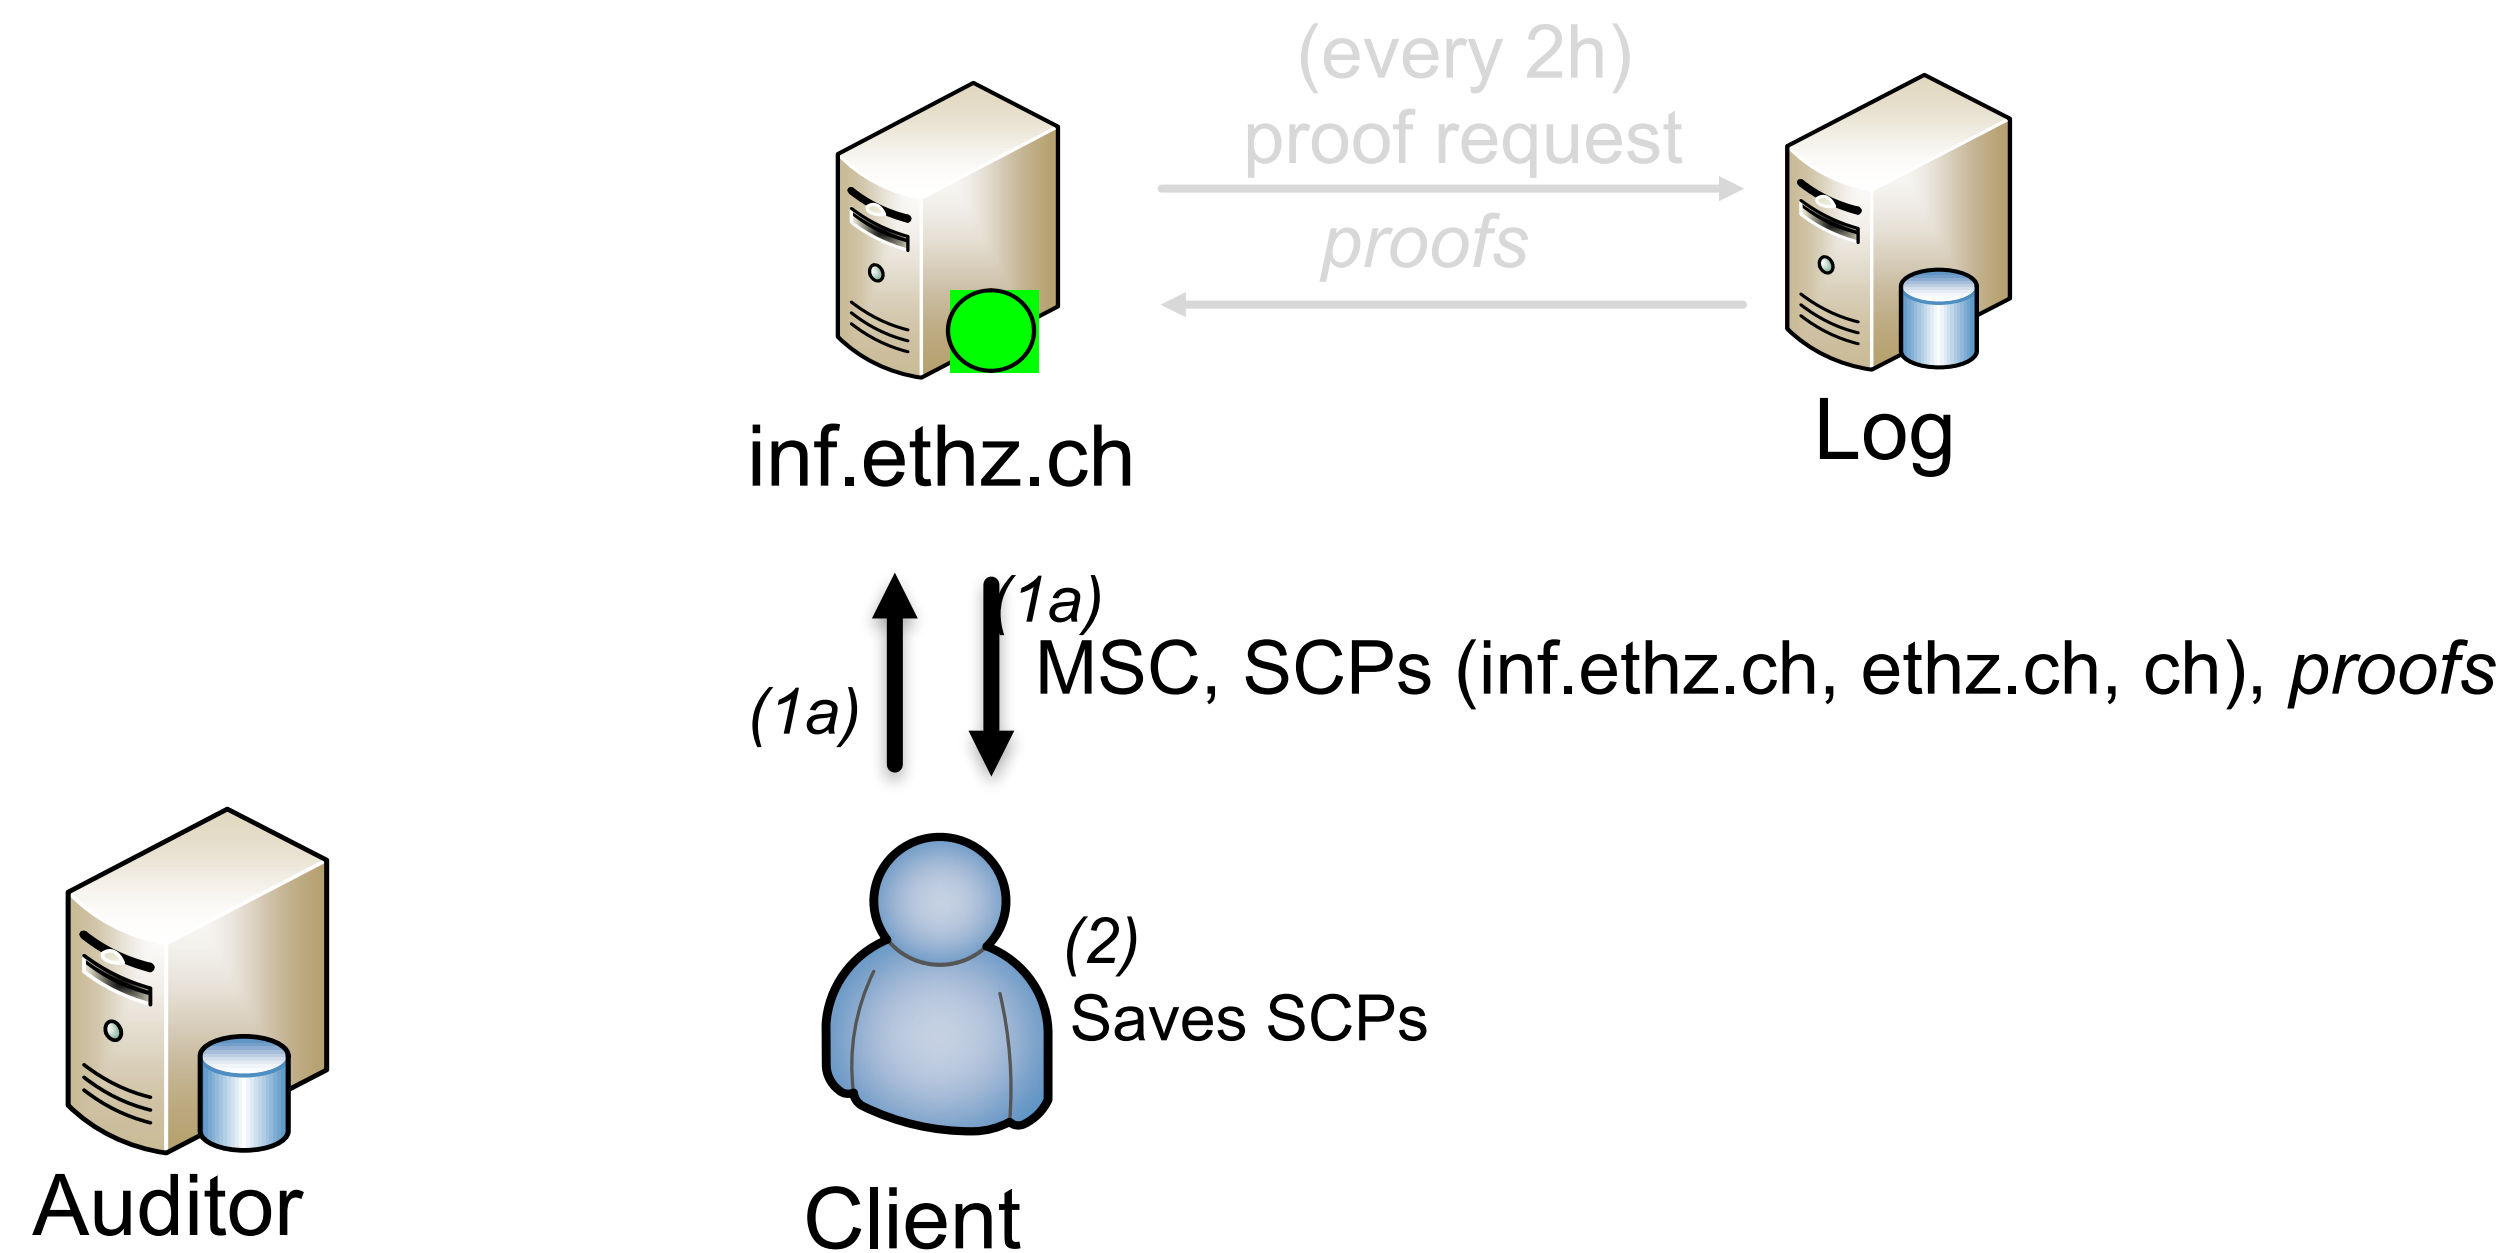 (every 2h)
proof request
proofs
inf.ethz.ch
Log
(1a)
MSC, SCPs (inf.ethz.ch, ethz.ch, ch), proofs
(1a)
(2)
Saves SCPs
Auditor
Client